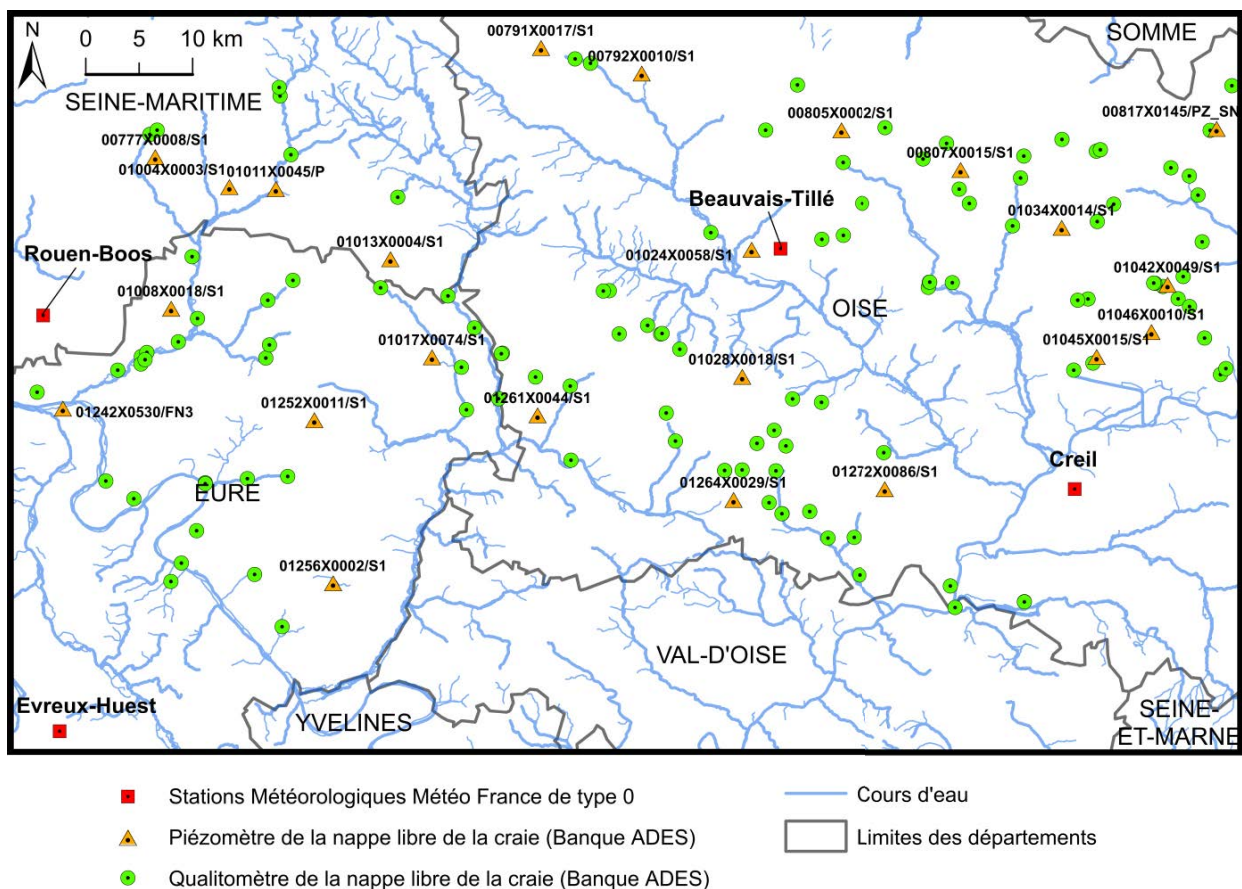 N
0 5 10 km
SOMME
00791X0017/S1
00792X0010/S1
SEINE-MARITIME
00805X0002/S1
00817X0145/PZ_SN
00777X0008/S1
00807X0015/S1
01004X0003/S1
01011X0045/P
Beauvais-Tillé
01034X0014/S1
Rouen-Boos
01013X0004/S1
01024X0058/S1
01042X0049/S1
01008X0018/S1
OISE
01046X0010/S1
01017X0074/S1
01028X0018/S1
01045X0015/S1
01261X0044/S1
01242X0530/FN3
01252X0011/S1
Creil
01272X0086/S1
01264X0029/S1
EURE
01256X0002/S1
VAL-D'OISE
Evreux-Huest
YVELINES
SEINE-
ET-MARNE
Stations Météorologiques Météo France de type 0
Cours d'eau
Piézomètre de la nappe libre de la craie (Banque ADES)
Limites des départements
Qualitomètre de la nappe libre de la craie (Banque ADES)